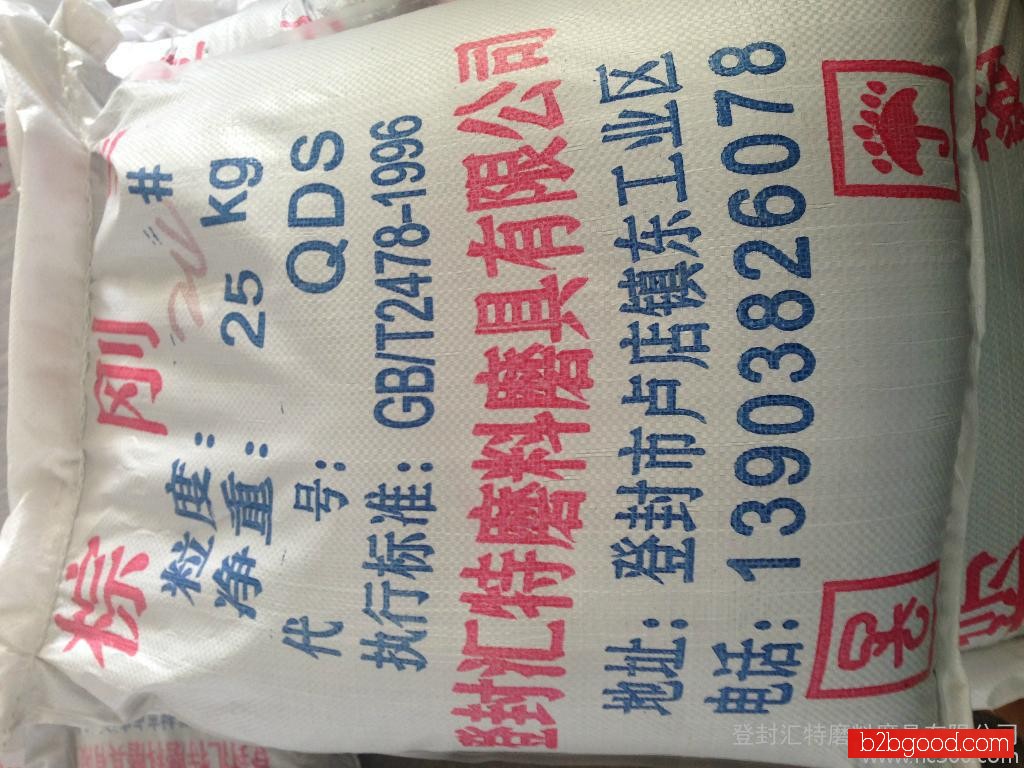 棕 刚
粒度： #
净重： 25 kg
代 号： QDS
执行标准： GB/T2478-1996
登封汇特磨料磨具有限公司
地址：登封市卢店镇东工业区
电话：13903826078
登封汇特磨料磨具有限公司
b2bgood.com